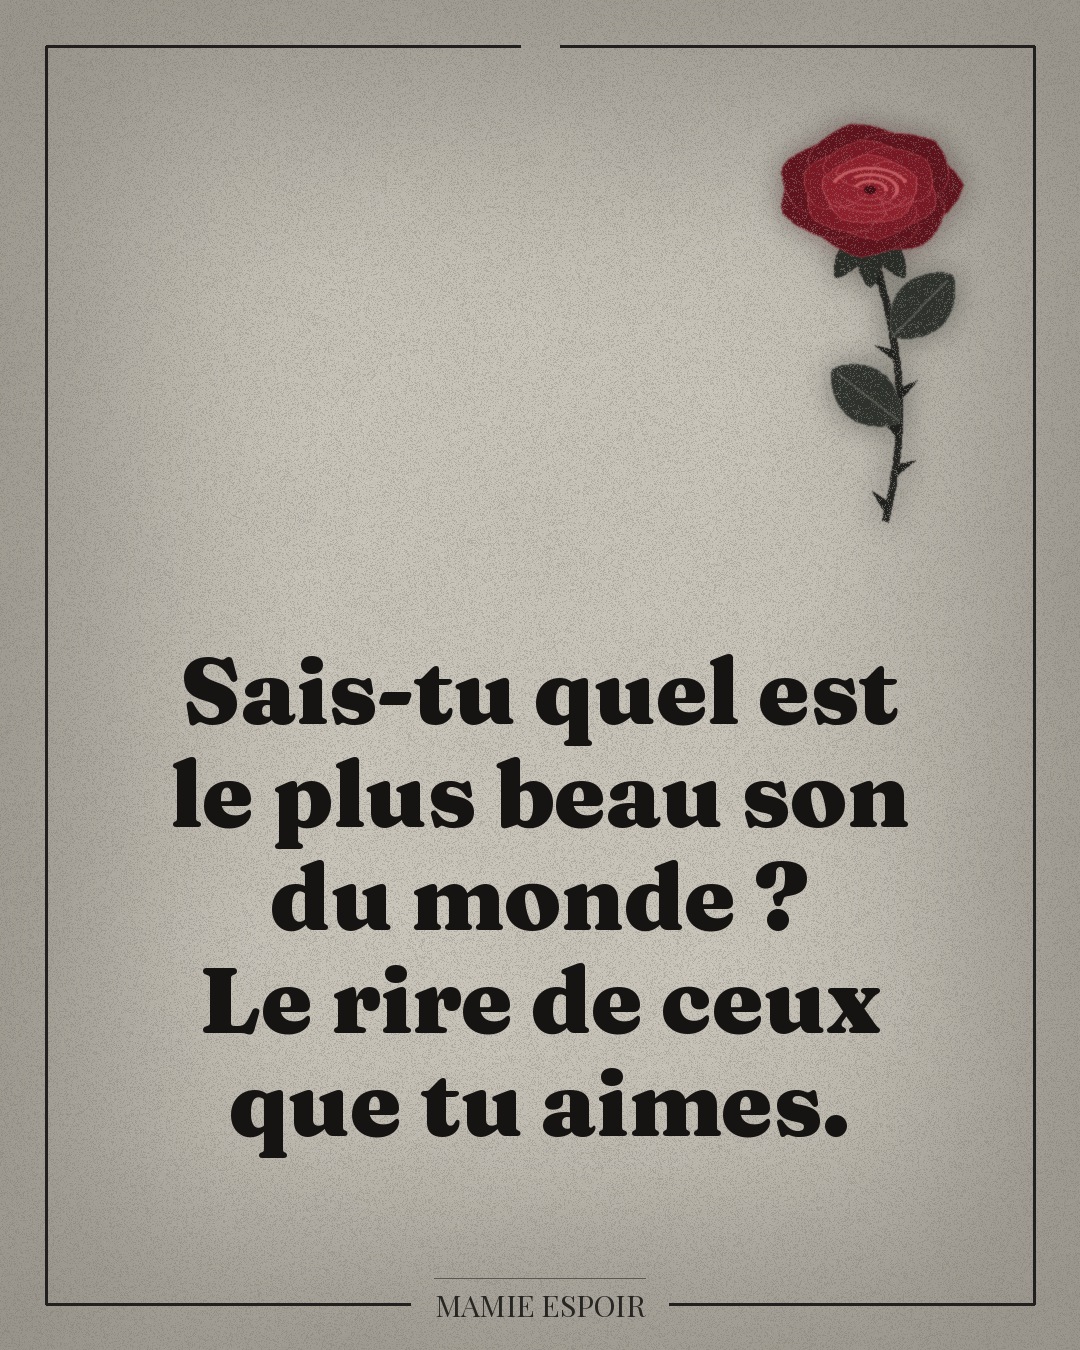 Sais-tu quel est
le plus beau son
du monde ?
Le rire de ceux
que tu aimes.
MAMIE ESPOIR